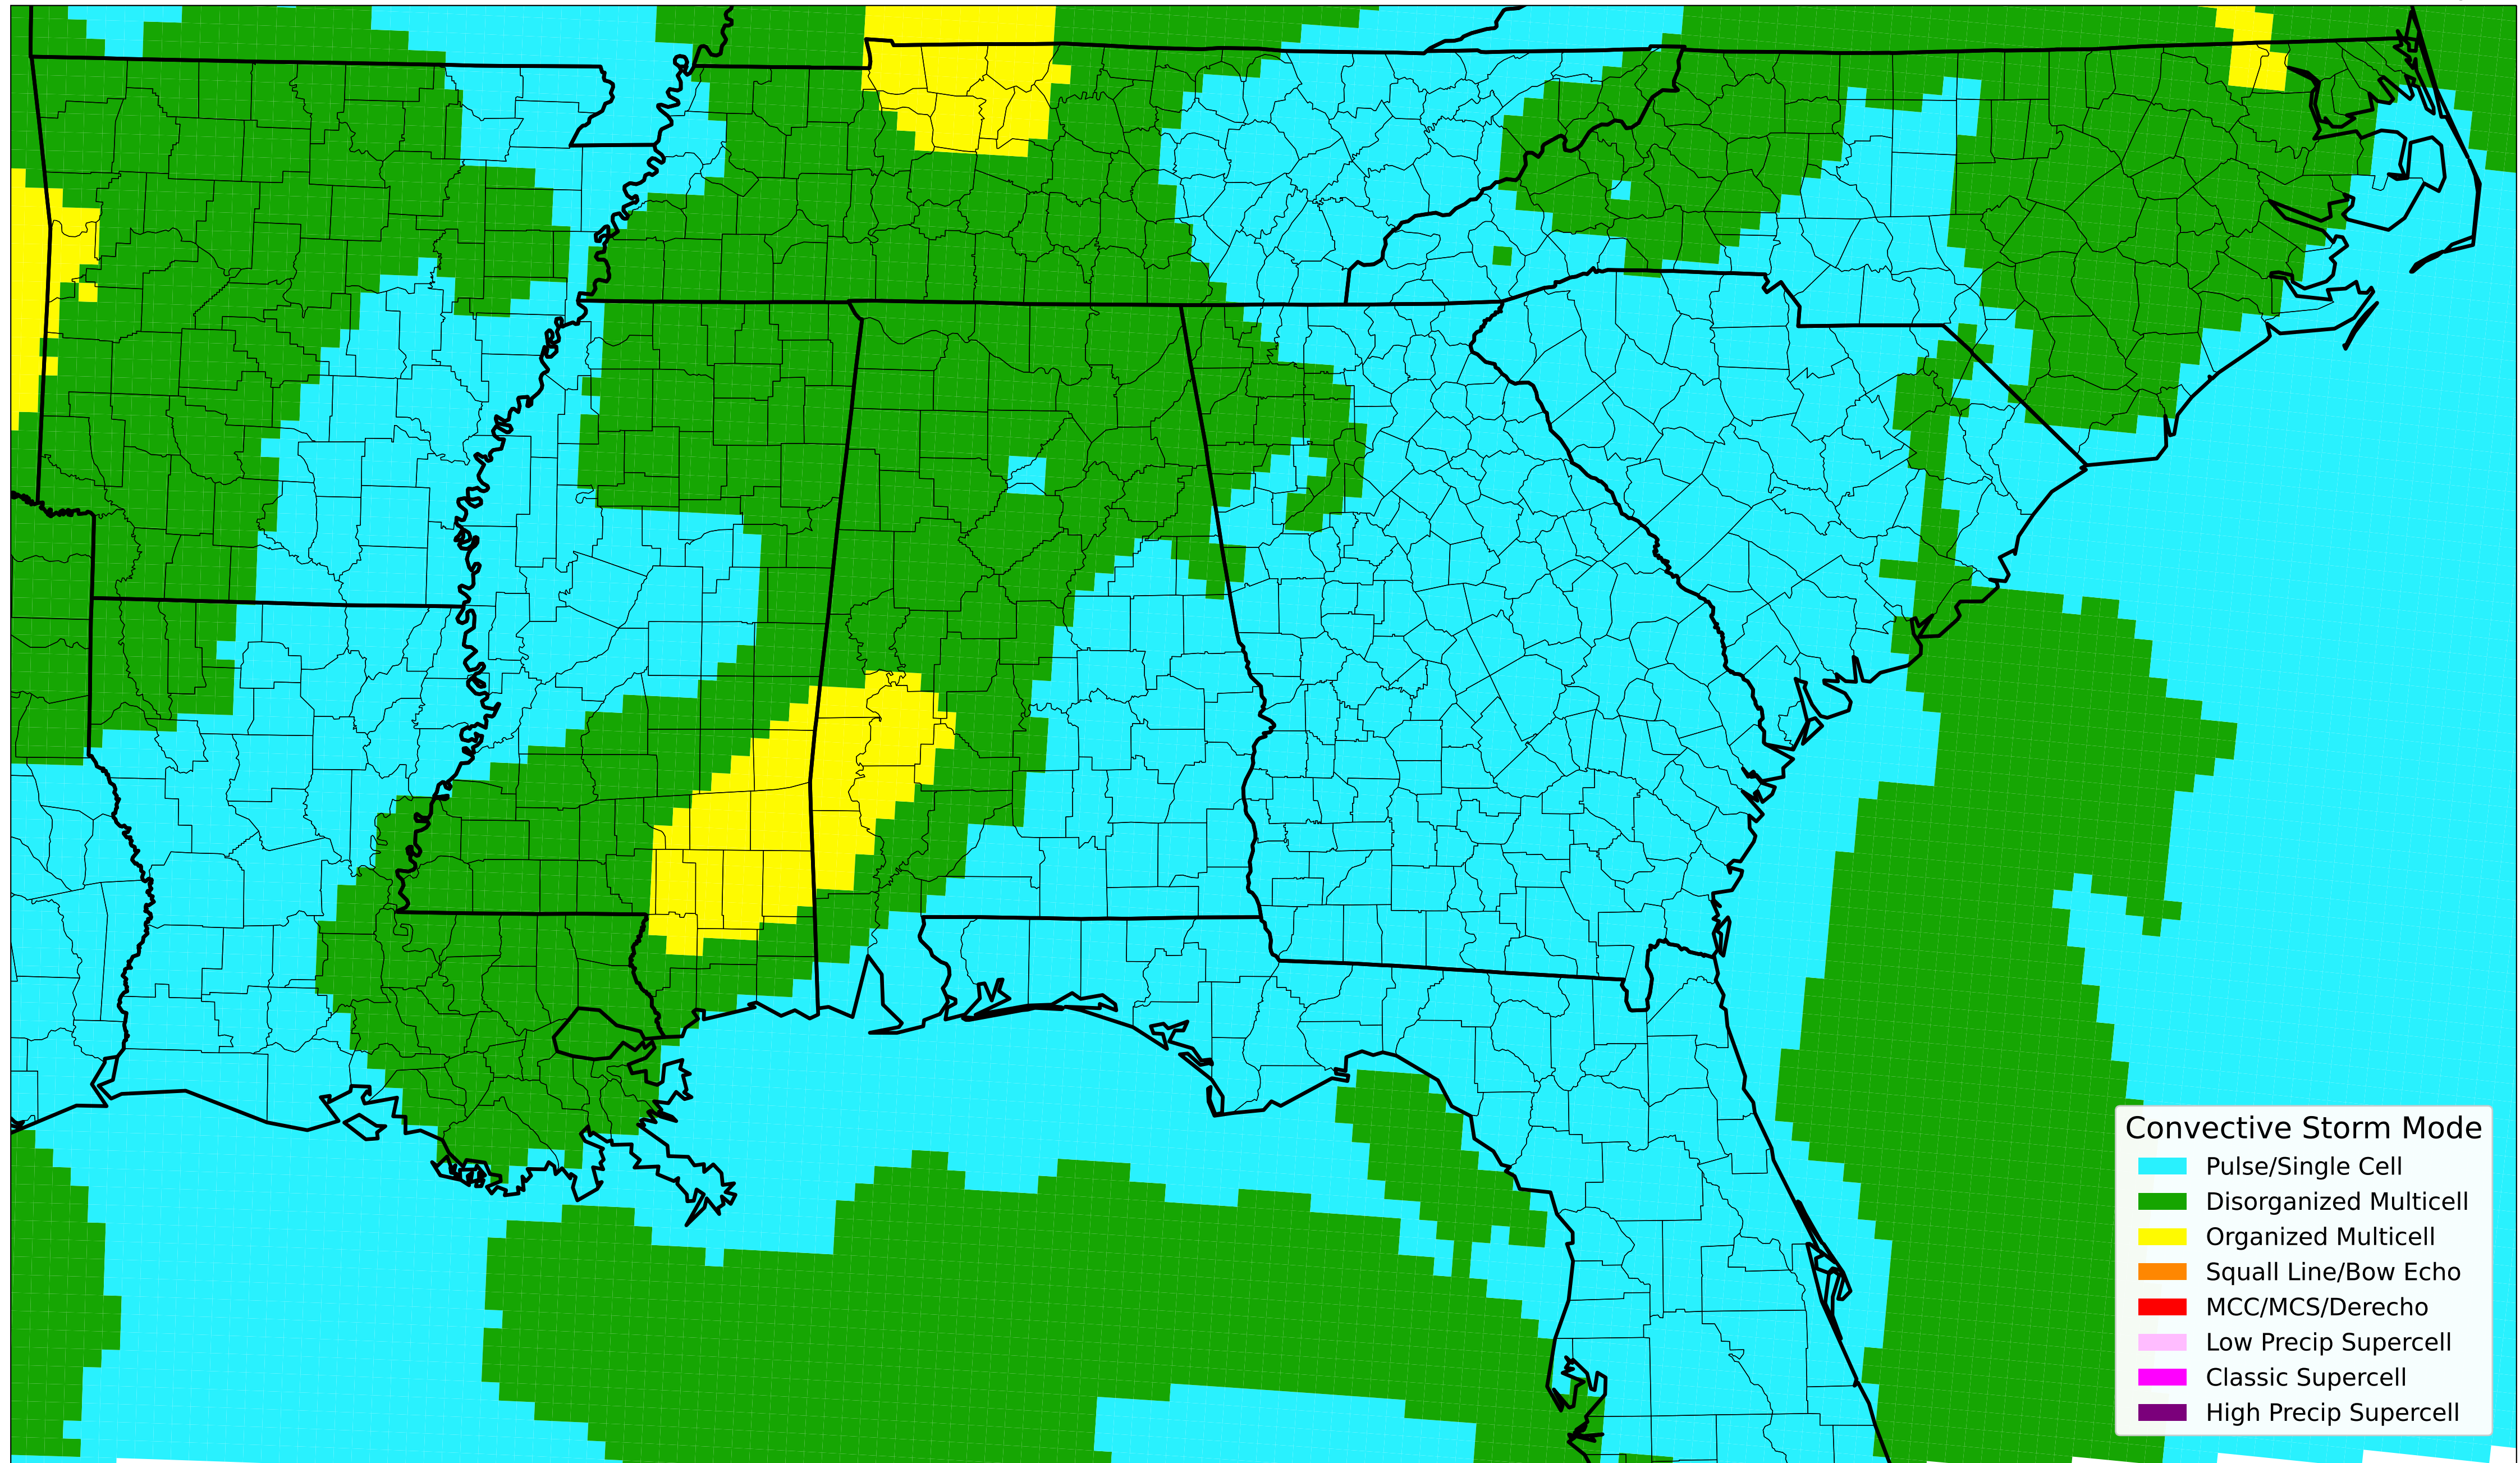 Convective Storm Mode
Pulse/Single Cell
Disorganized Multicell
Organized Multicell
Squall Line/Bow Echo
MCC/MCS/Derecho
Low Precip Supercell
Classic Supercell
High Precip Supercell